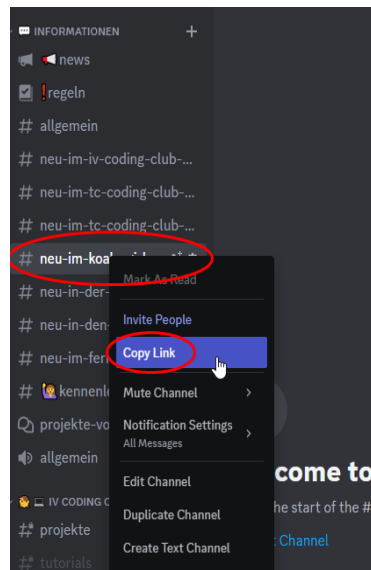 INFORMATIONEN
news
regeln
# allgemein
# neu-im-iv-coding-club-...
# neu-im-tc-coding-club-...
# neu-im-tc-coding-club-...
# neu-im-koal
Mark As Read
# neu-in-der-
Invite People
# neu-in-den-
Copy Link
# neu-im-feri
# kennenle
Mute Channel
projekte-vo
Notification Settings
All Messages
allgemein
come to
Edit Channel
IV CODING C
he start of the #
Duplicate Channel
# projekte
Channel
Create Text Channel
# tutorials